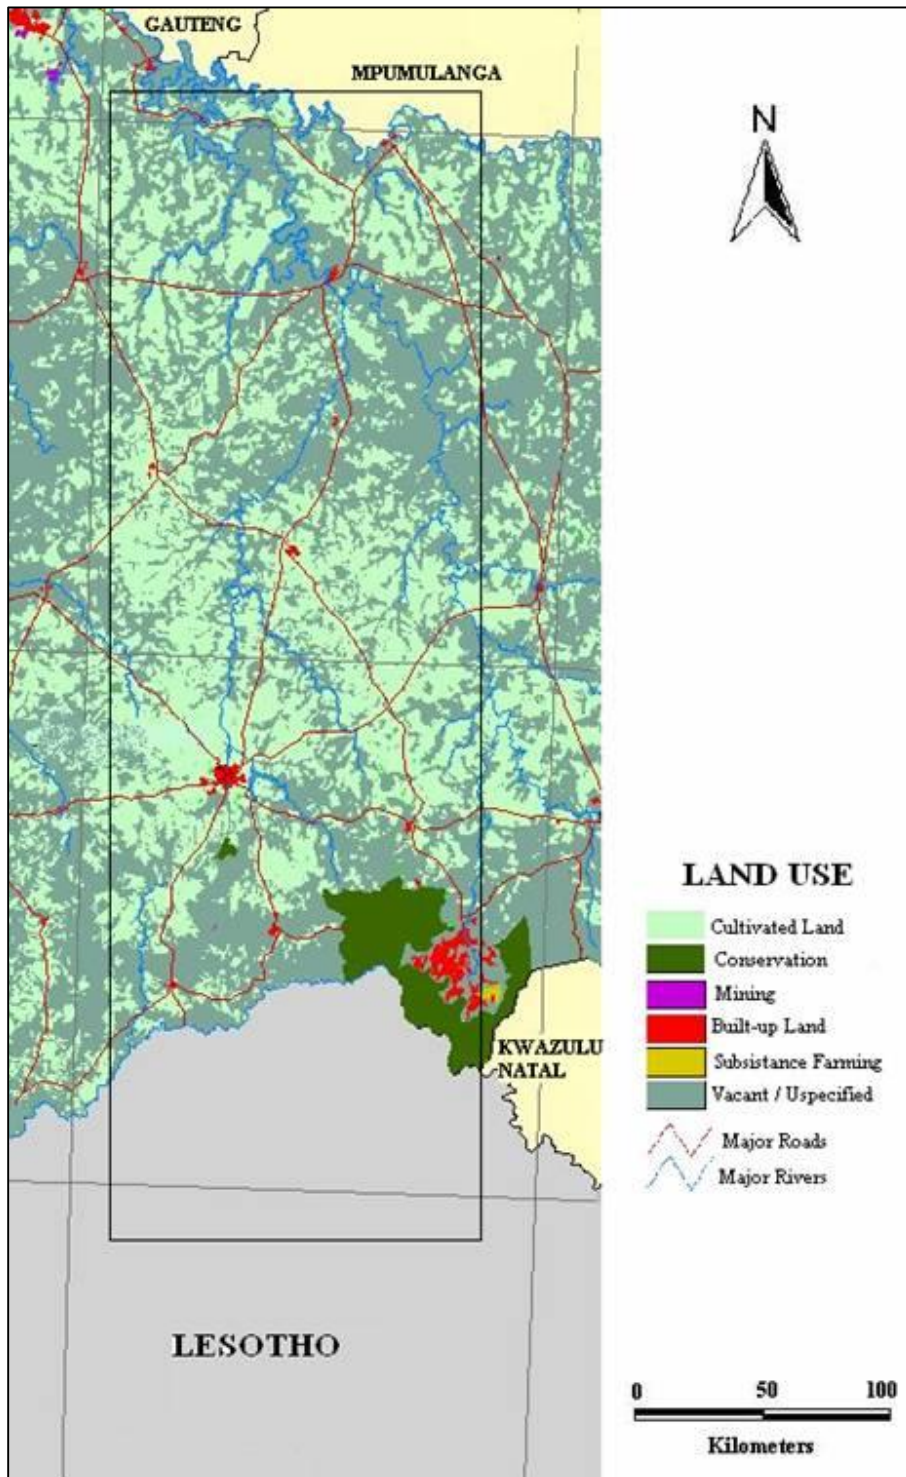 GAUTENG
MPUMULANGA
N
LAND USE
Cultivated Land
Conservation
Mining
Built-up Land
Subsistance Farming
Vacant / Uspecified
Major Roads
Major Rivers
KWAZULU
NATAL
LESOTHO
0 50 100
Kilometers